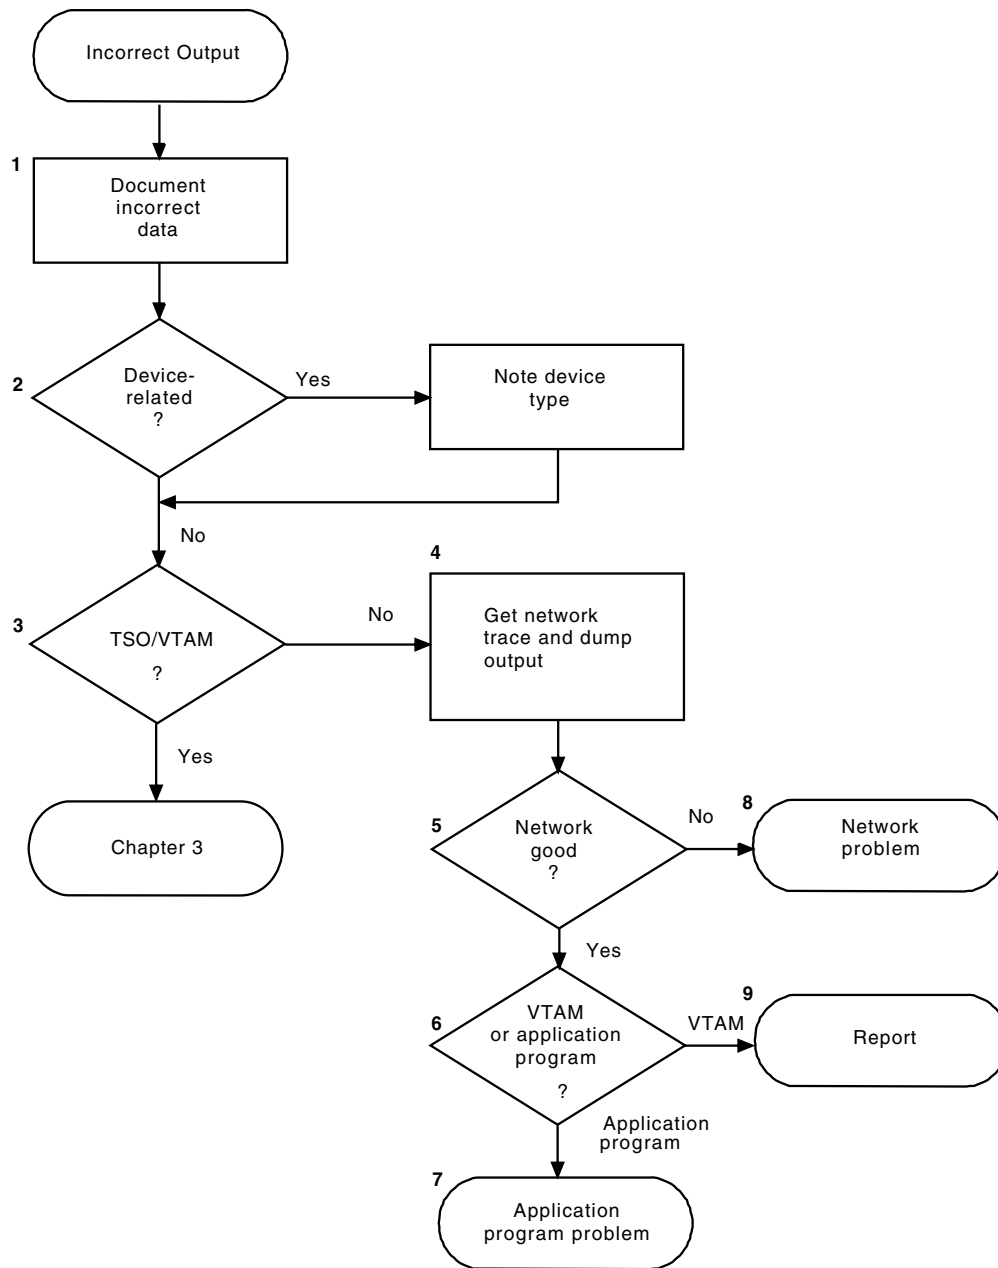 Incorrect Output
1
Document
incorrect
data
2
Device-
related
?
Yes
Note device
type
No
3
TSO/VTAM
?
No
4
Get network
trace and dump
output
Yes
Chapter 3
5
Network
good
?
No
8
Network
problem
Yes
6
VTAM
or application
program
?
VTAM
9
Report
Application
program
7
Application
program problem